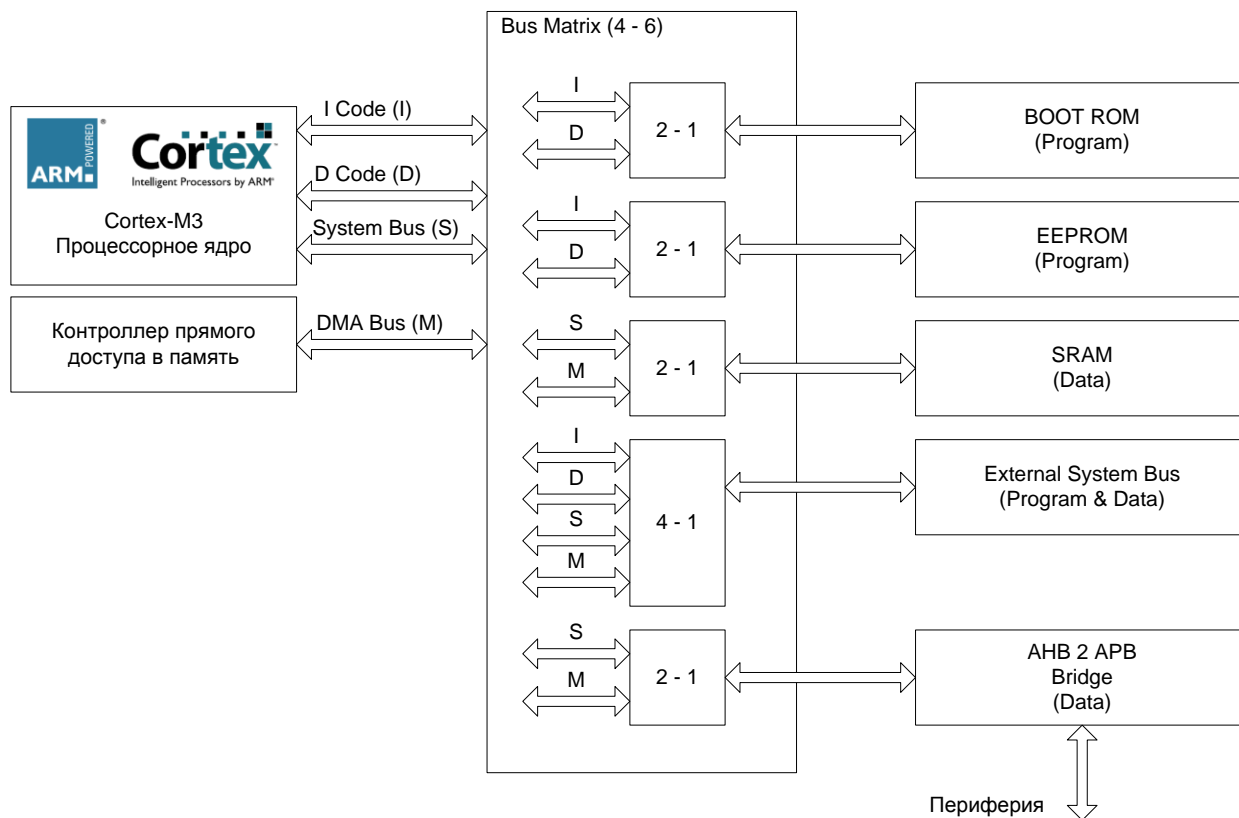 Bus Matrix (4 - 6)
ARM
POWERED
®
Cortex
™
Intelligent Processors by ARM®
Cortex-M3
Процессорное ядро
Контроллер прямого
доступа в память
I Code (I)
D Code (D)
System Bus (S)
DMA Bus (M)
I
D
2 - 1
BOOT ROM
(Program)
I
D
2 - 1
EEPROM
(Program)
S
M
2 - 1
SRAM
(Data)
I
D
S
M
4 - 1
External System Bus
(Program & Data)
S
M
2 - 1
AHB 2 APB
Bridge
(Data)
Периферия